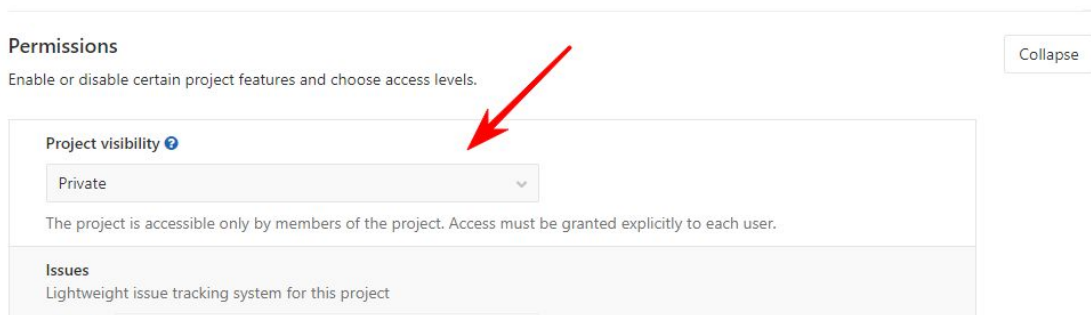 Permissions
Collapse
Enable or disable certain project features and choose access levels.
Project visibility
Private
The project is accessible only by members of the project. Access must be granted explicitly to each user.
Issues
Lightweight issue tracking system for this project